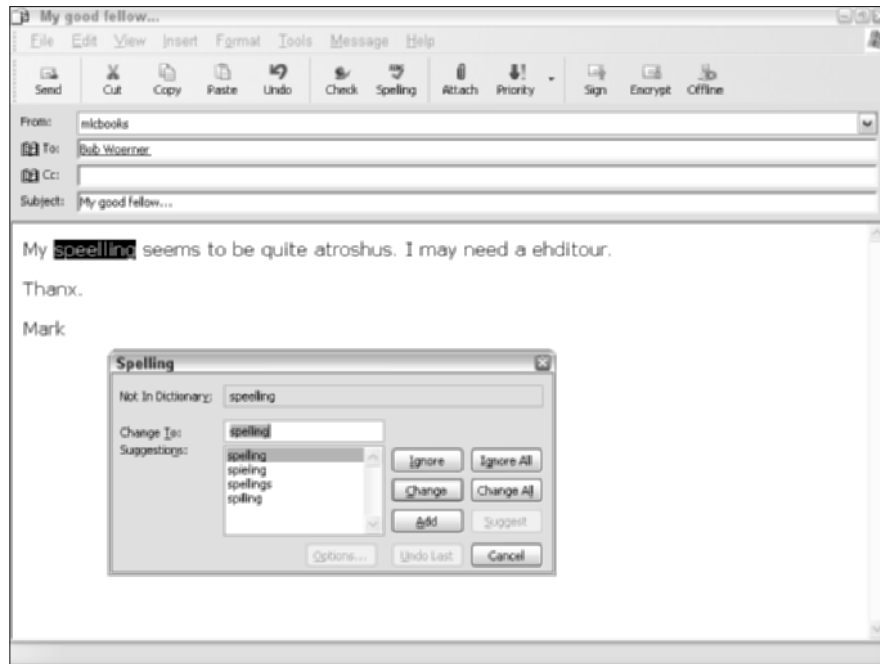 My good fellow...
File Edit View Insert Format Tools Message Help
Send Cut Copy Paste Undo Check Spelling Attach Priority Sign Encrypt Offline
From: mlcbooks
To: Bob Woerner
Cc:
Subject: My good fellow...
My speelling seems to be quite atroshus. I may need a ehditour.
Thanx.
Mark
Spelling
Not In Dictionary: speelling
Change To: spelling
Suggestions:
spelling
spieling
spellings
spilling
Ignore Ignore All
Change Change All
Add Suggest
Options... Undo Last Cancel